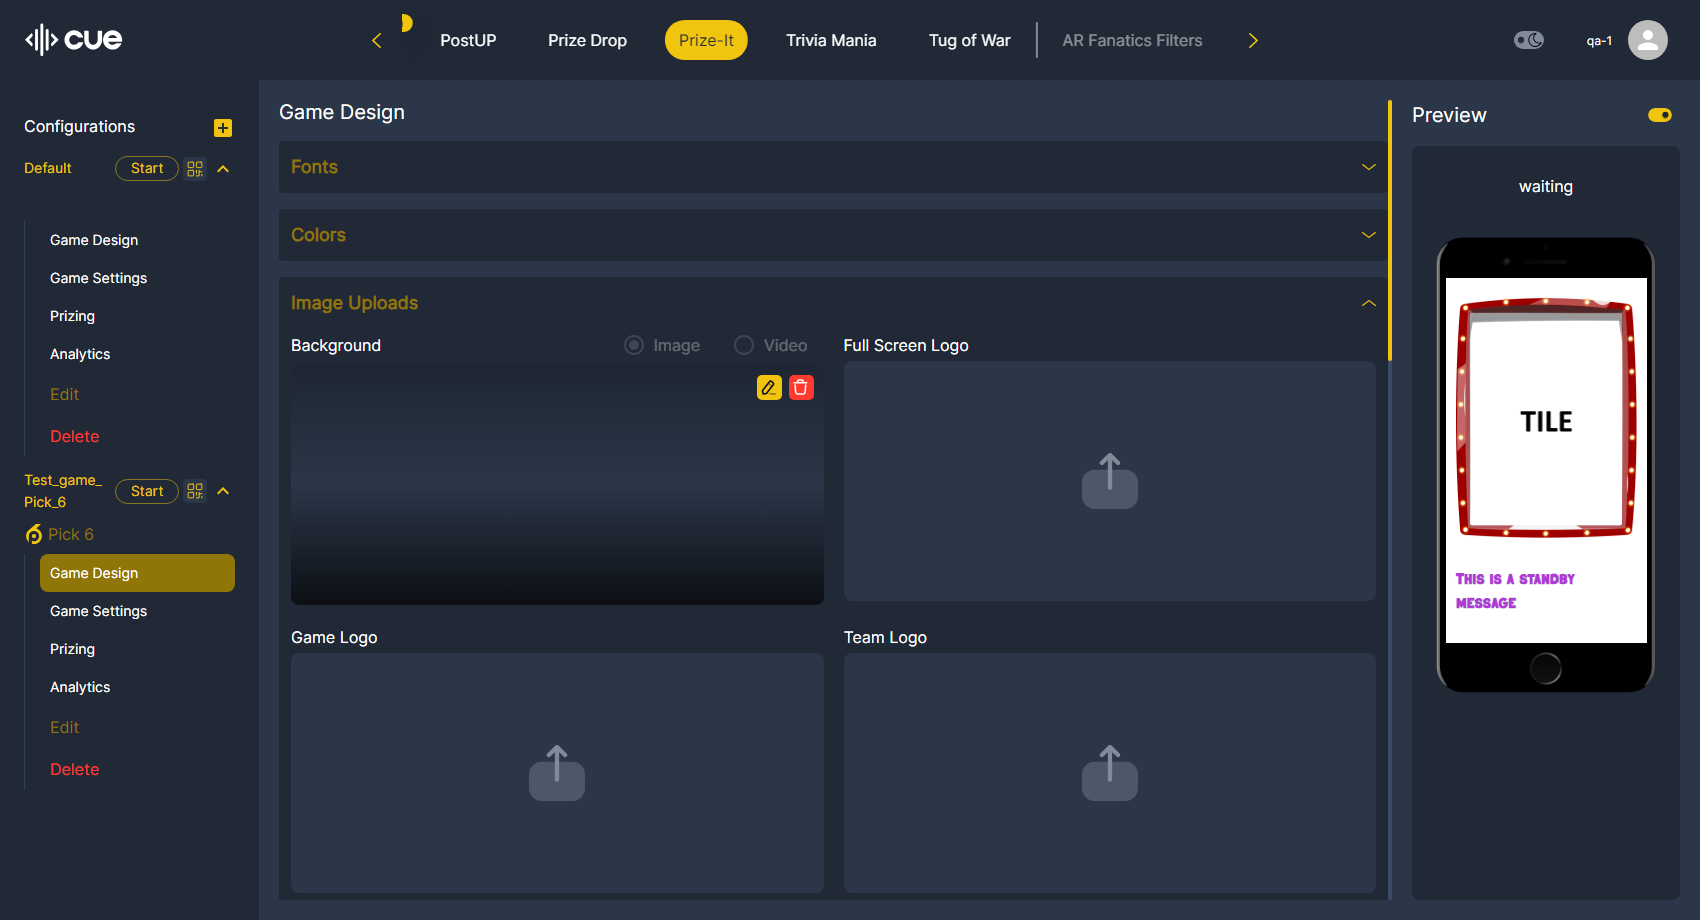 cue
PostUP
Prize Drop
Prize-It
Trivia Mania
Tug of War
AR Fanatics Filters
qa-1
Configurations
Default
Start
Game Design
Game Settings
Prizing
Analytics
Edit
Delete
Test_game_
Pick_6
Start
Pick 6
Game Design
Game Settings
Prizing
Analytics
Edit
Delete
Game Design
Fonts
Colors
Image Uploads
Background
Image
Video
Full Screen Logo
Game Logo
Team Logo
Preview
waiting
TILE
This is a standby
message